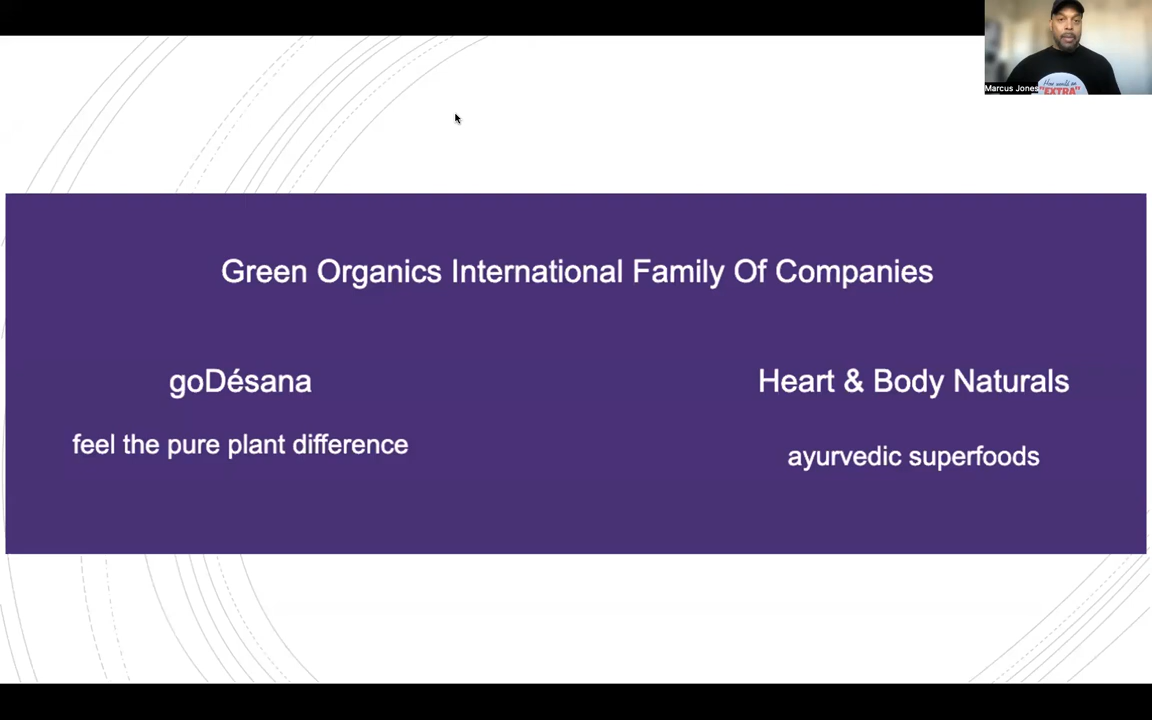 Marcus Jones
"EXTRA"
Green Organics International Family Of Companies
goDésana
Heart & Body Naturals
feel the pure plant difference
ayurvedic superfoods